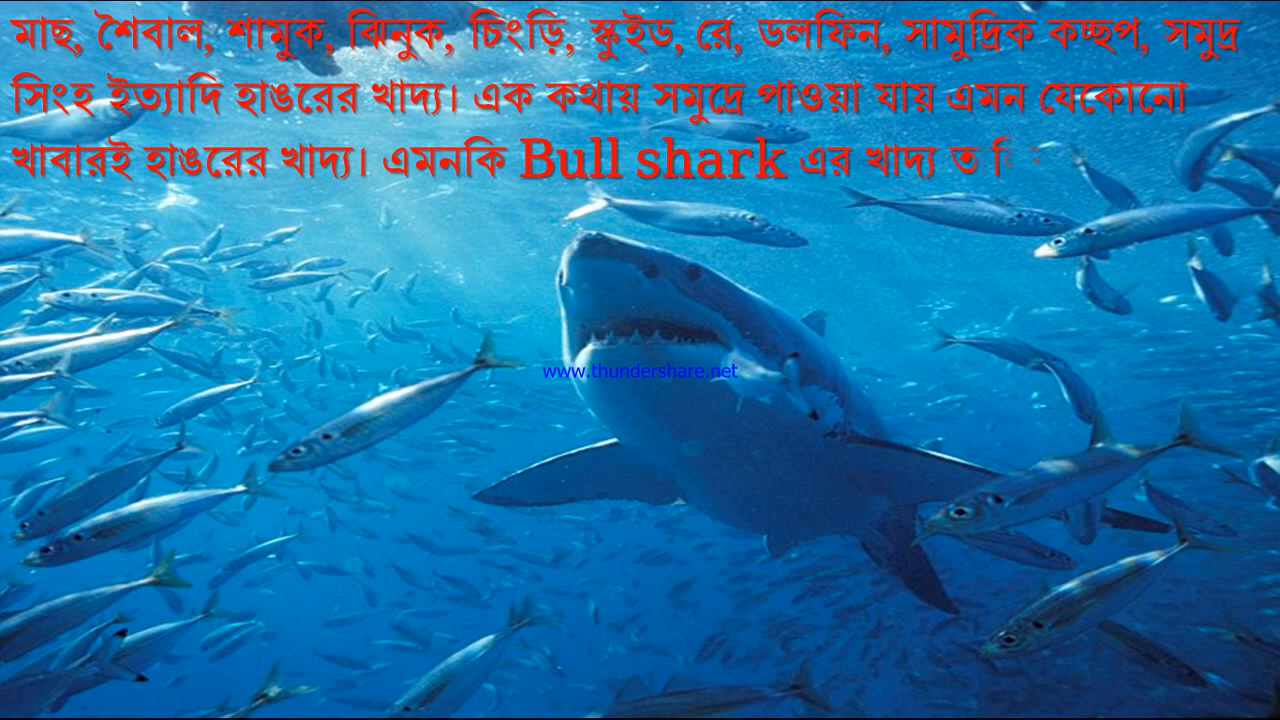 মাছ, শৈবাল, শামুক, ঝিনুক, চিংড়ি, স্কুইড, রে, ডলফিন, সামুদ্রিক কচ্ছপ, সমুদ্র
সিংহ ইত্যাদি হাঙরের খাদ্য। এক কথায় সমুদ্রে পাওয়া যায় এমন যেকোনো
খাবারই হাঙরের খাদ্য। এমনকি Bull shark এর খাদ্য
www.thundershare.net